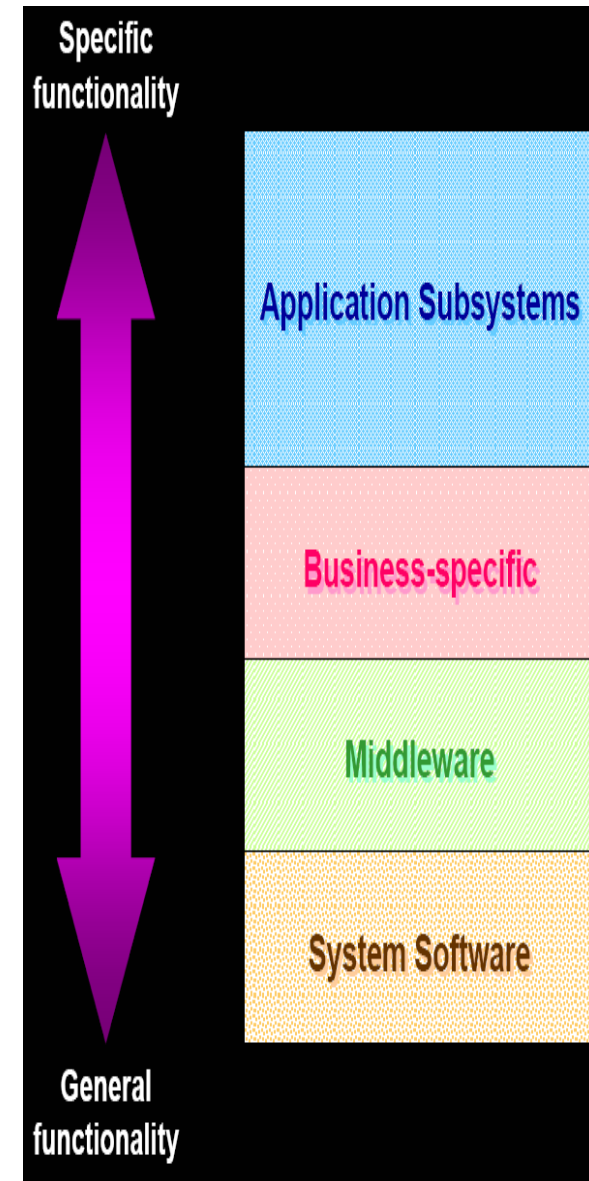 Specific
functionality
Application Subsystems
Business-specific
Middleware
System Software
General
functionality